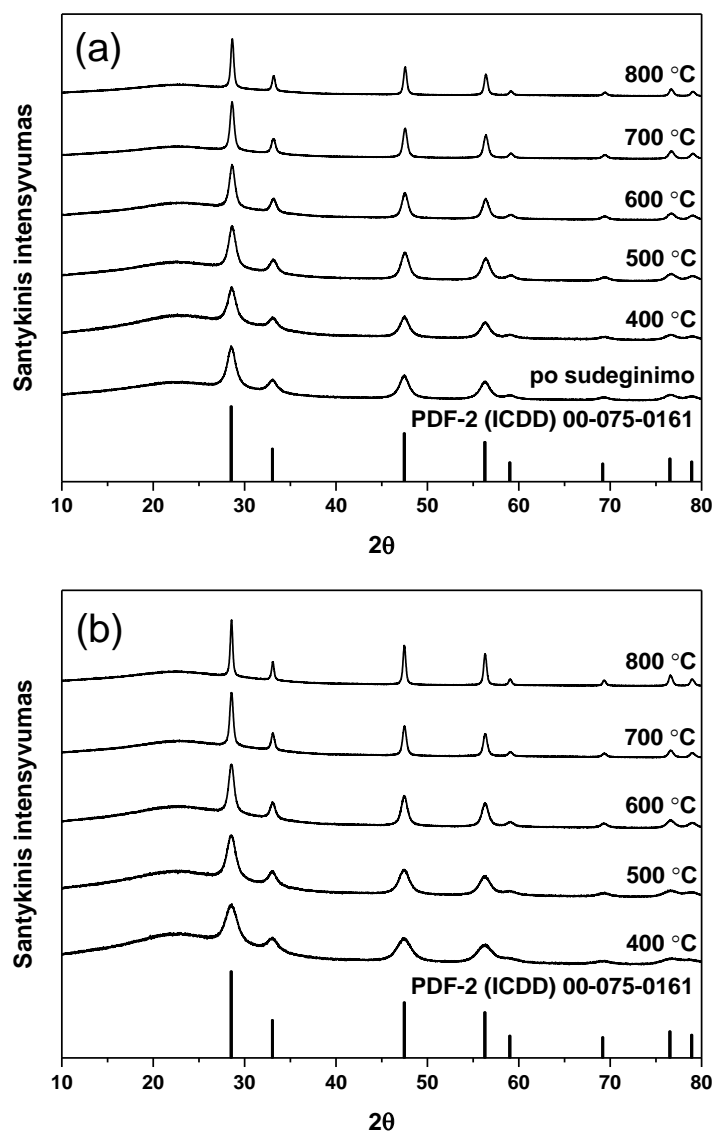 (a)
Santykinis intensyvumas
800 °C
700 °C
600 °C
500 °C
400 °C
po sudeginimo
PDF-2 (ICDD) 00-075-0161
10 20 30 40 50 60 70 80
2θ
(b)
Santykinis intensyvumas
800 °C
700 °C
600 °C
500 °C
400 °C
PDF-2 (ICDD) 00-075-0161
10 20 30 40 50 60 70 80
2θ